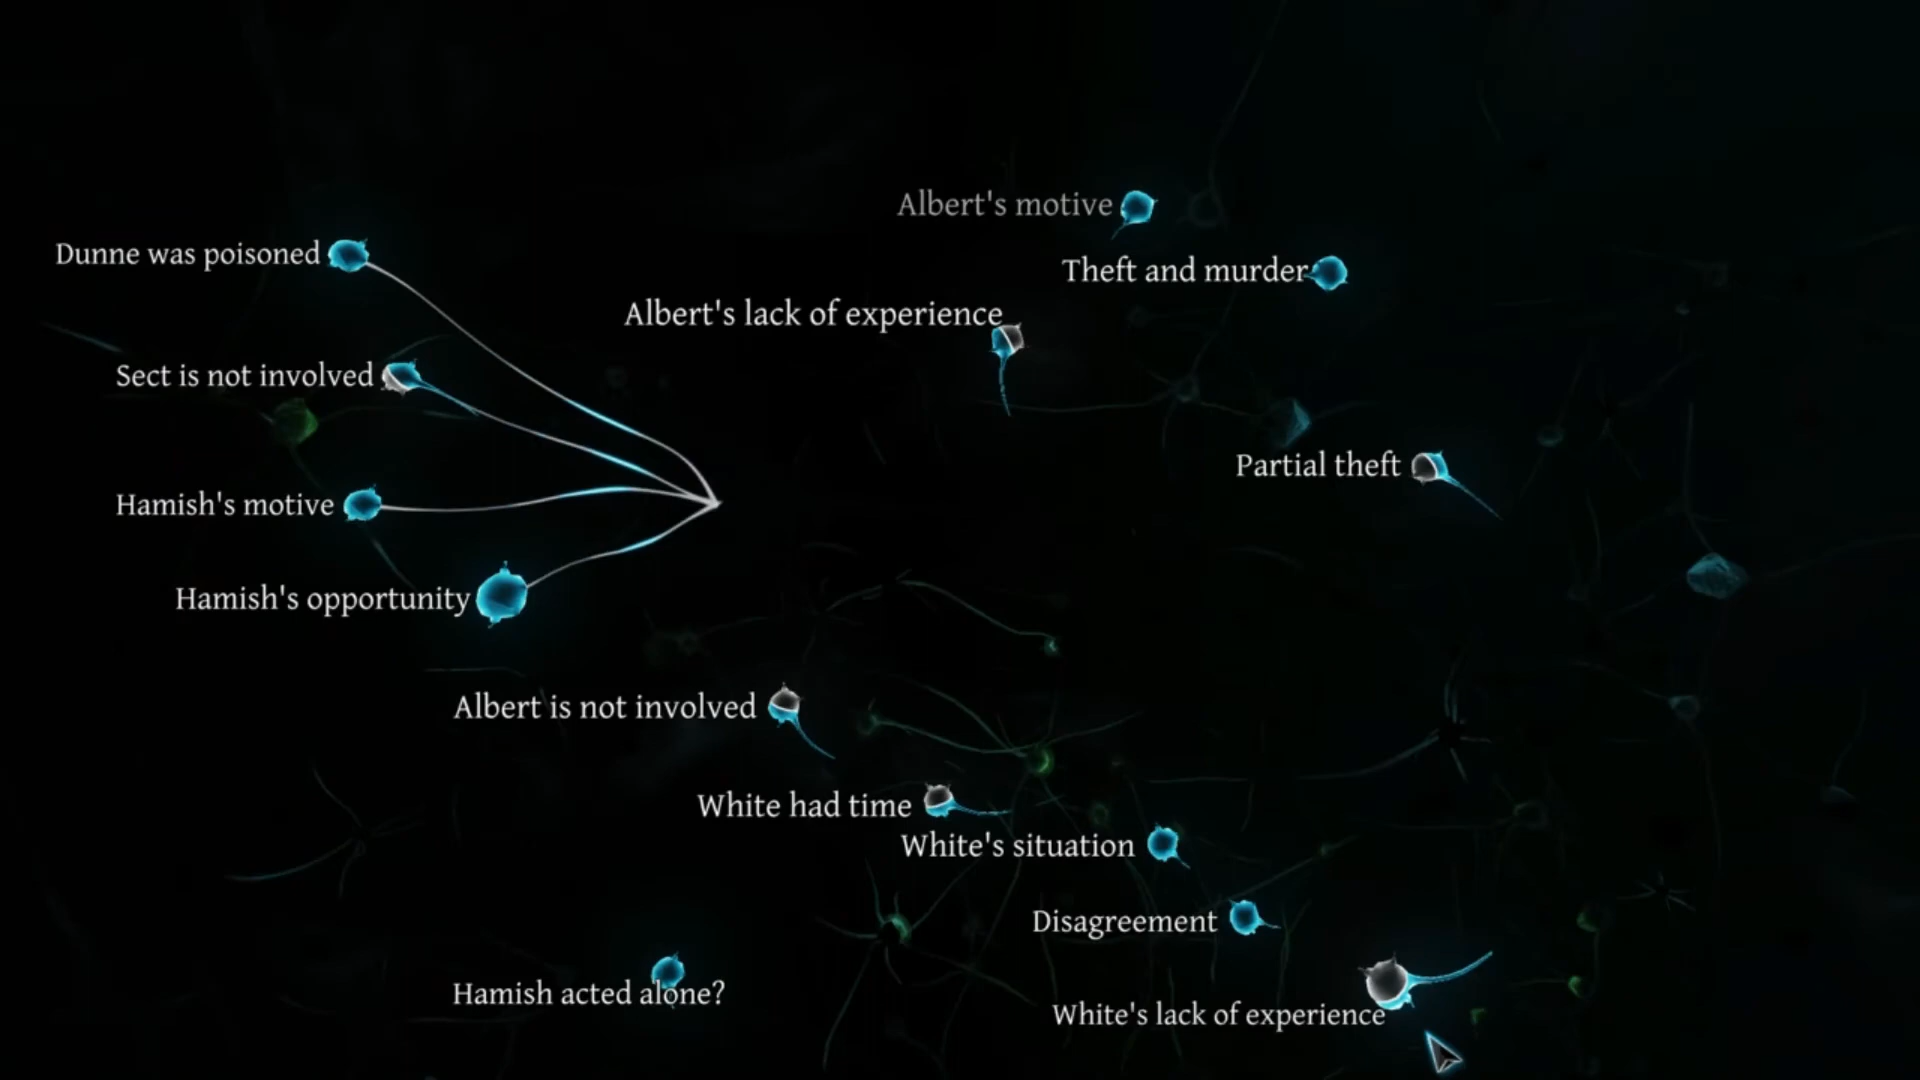 Albert's motive
Dunne was poisoned
Theft and murder
Albert's lack of experience
Sect is not involved
Partial theft
Hamish's motive
Hamish's opportunity
Albert is not involved
White had time
White's situation
Disagreement
Hamish acted alone?
White's lack of experience